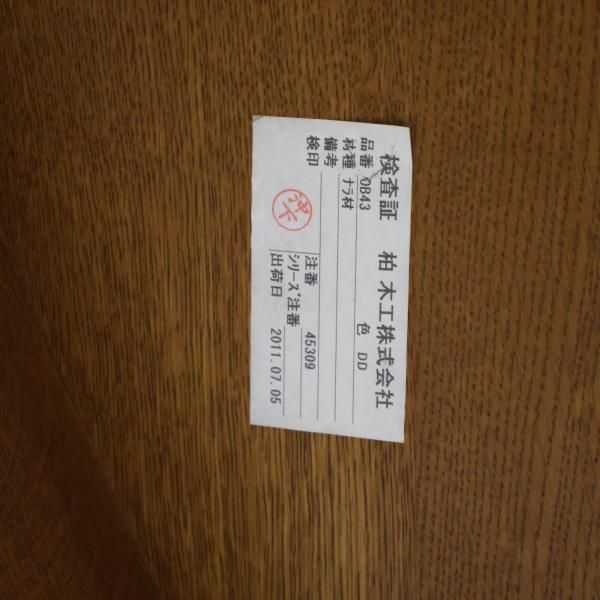 検査証 柏木工株式会社
品番 OB43 色 DD
材種 ナラ材
備考
検印 注番 45309
シリーズ注番
出荷日 2011.07.05